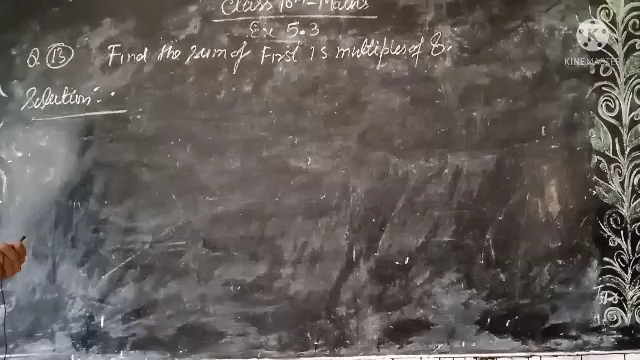 Class 10th Maths
Ex 5.3
Q. 13 Find the sum of First 15 multiples of 8.
Solution:-
KINEMASTER